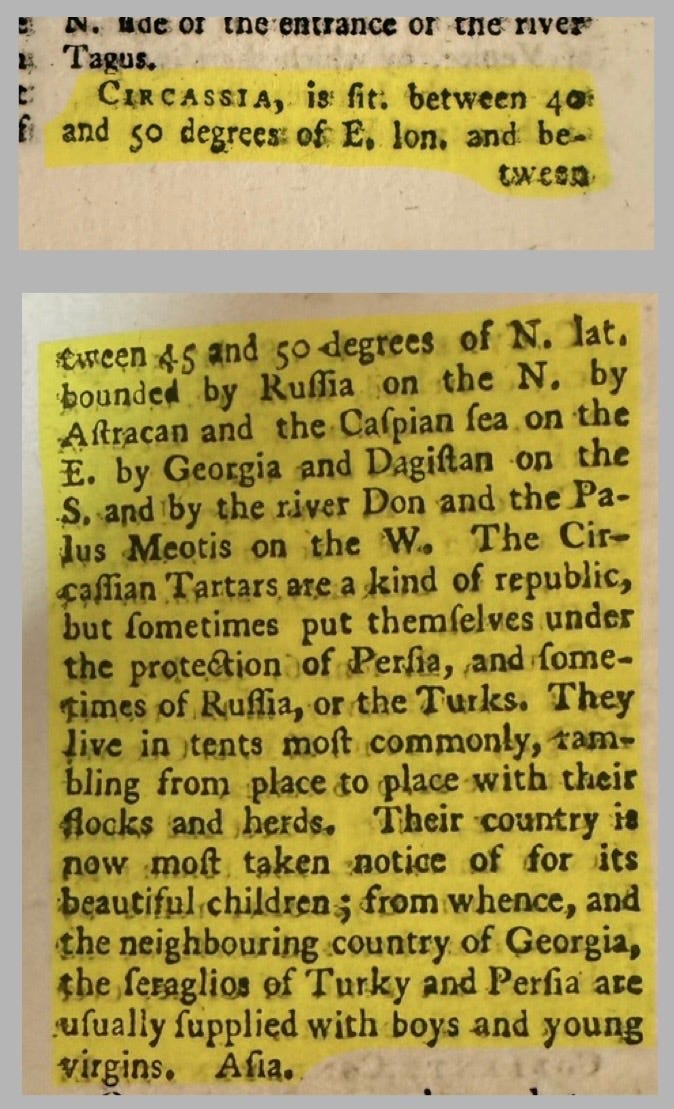 N. side of the entrance of the river
Tagus.
CIRCASSIA, is ſit. between 40
and 50 degrees of E. lon. and be-
tween
tween 45 and 50 degrees of N. lat.
bounded by Ruſſia on the N. by
Aſtracan and the Caſpian ſea on the
E. by Georgia and Dagiſtan on the
S. and by the river Don and the Pa-
lus Meotis on the W. The Cir-
caſſian Tartars are a kind of republic,
but ſometimes put themſelves under
the protection of Perſia, and ſome-
times of Ruſſia, or the Turks. They
live in tents moſt commonly, ram-
bling from place to place with their
flocks and herds. Their country is
now moſt taken notice of for its
beautiful children; from whence, and
the neighbouring country of Georgia,
the ſeraglios of Turky and Perſia are
uſually ſupplied with boys and young
virgins. Aſia.